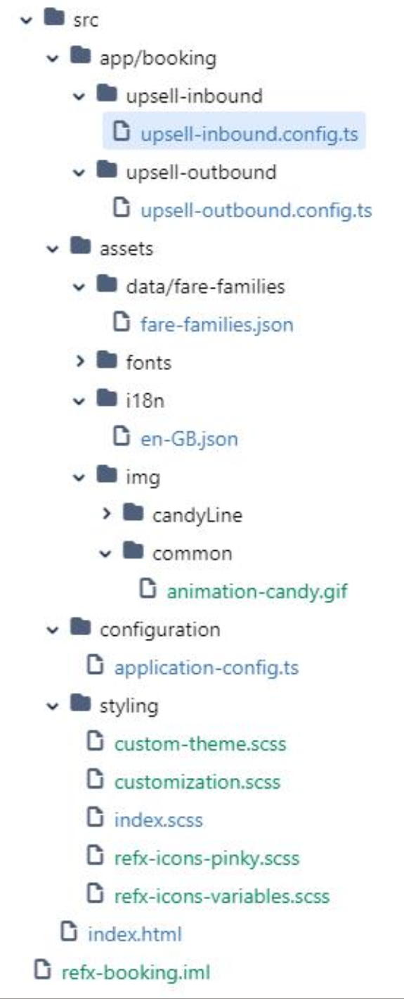 src
app/booking
upsell-inbound
upsell-inbound.config.ts
upsell-outbound
upsell-outbound.config.ts
assets
data/fare-families
fare-families.json
fonts
i18n
en-GB.json
img
candyLine
common
animation-candy.gif
configuration
application-config.ts
styling
custom-theme.scss
customization.scss
index.scss
refx-icons-pinky.scss
refx-icons-variables.scss
index.html
refx-booking.iml